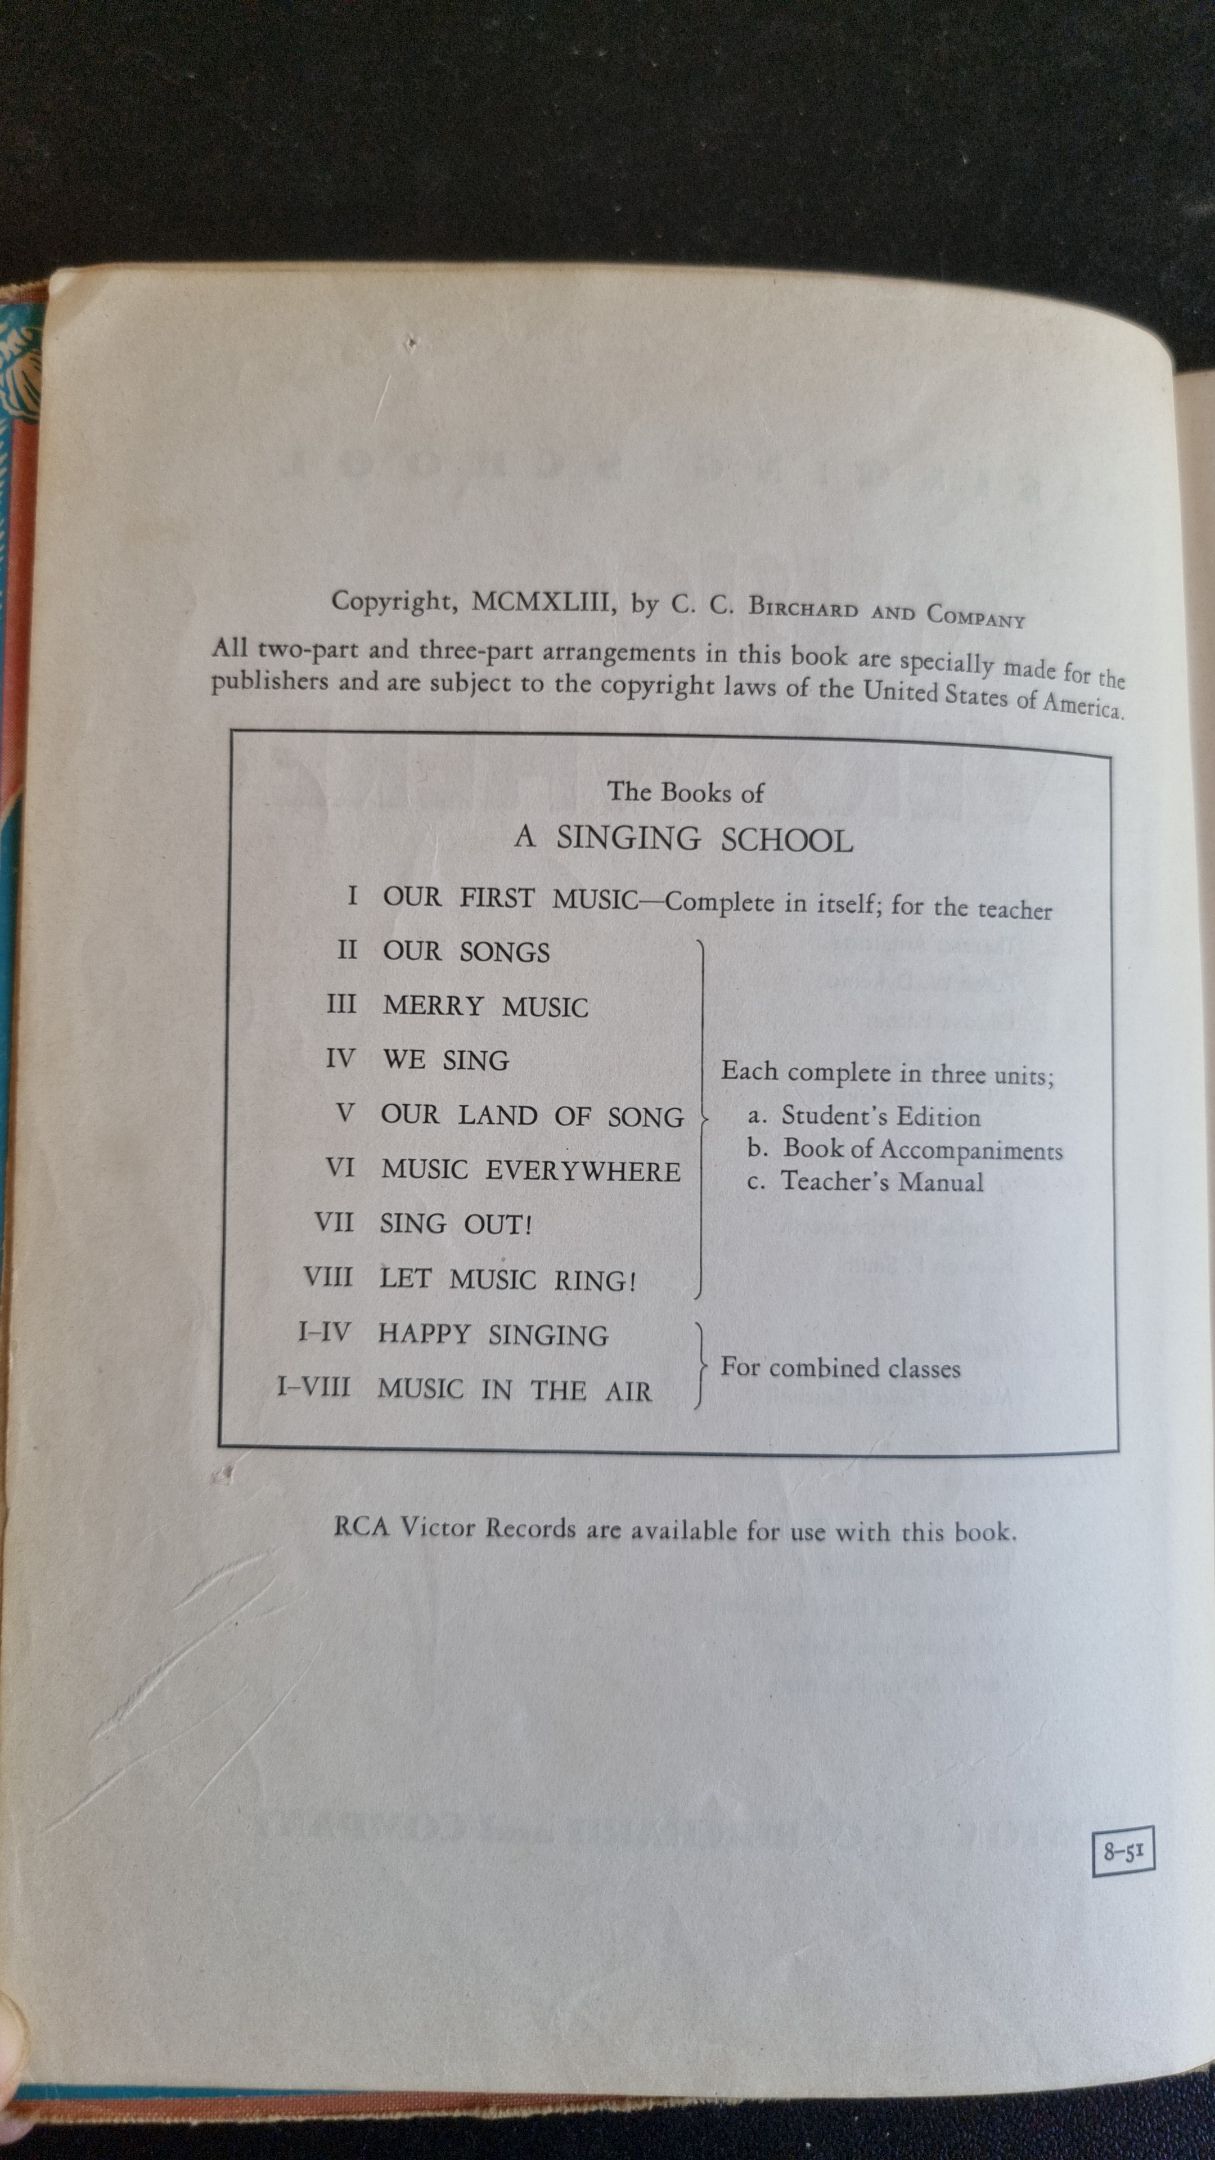 Copyright, MCMXLIII, by C. C. BIRCHARD AND COMPANY
All two-part and three-part arrangements in this book are specially made for the
publishers and are subject to the copyright laws of the United States of America.
The Books of
A SINGING SCHOOL
I OUR FIRST MUSIC—Complete in itself; for the teacher
II OUR SONGS
III MERRY MUSIC
IV WE SING
V OUR LAND OF SONG
VI MUSIC EVERYWHERE
VII SING OUT!
VIII LET MUSIC RING!
Each complete in three units;
a. Student's Edition
b. Book of Accompaniments
c. Teacher's Manual
I–IV HAPPY SINGING
I–VIII MUSIC IN THE AIR
For combined classes
RCA Victor Records are available for use with this book.
8–51